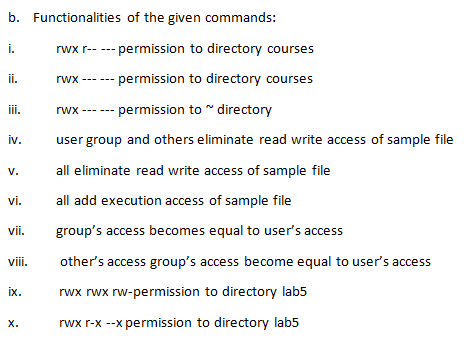 b. Functionalities of the given commands:
i. rwx r-- --- permission to directory courses
ii. rwx --- --- permission to directory courses
iii. rwx --- --- permission to ~ directory
iv. user group and others eliminate read write access of sample file
v. all eliminate read write access of sample file
vi. all add execution access of sample file
vii. group's access becomes equal to user's access
viii. other's access group's access become equal to user's access
ix. rwx rwx rw-permission to directory lab5
x. rwx r-x --x permission to directory lab5